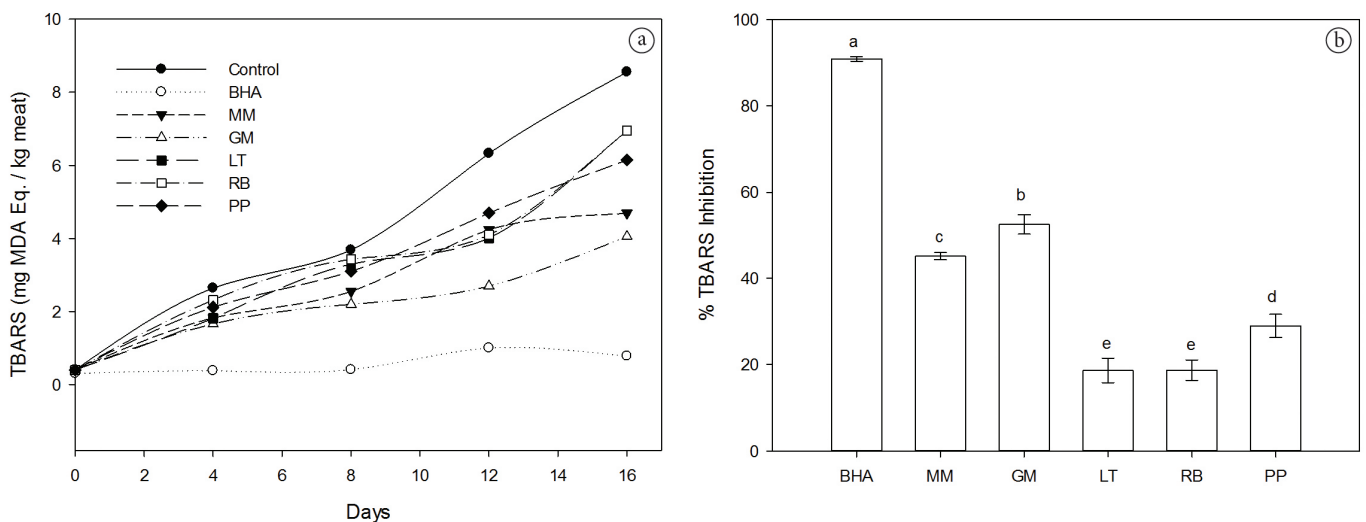 a
Control
BHA
MM
GM
LT
RB
PP
TBARS (mg MDA Eq. / kg meat)
10
8
6
4
2
0
0 2 4 6 8 10 12 14 16
Days
b
% TBARS Inhibition
100
80
60
40
20
0
a
c
b
e
e
d
BHA MM GM LT RB PP